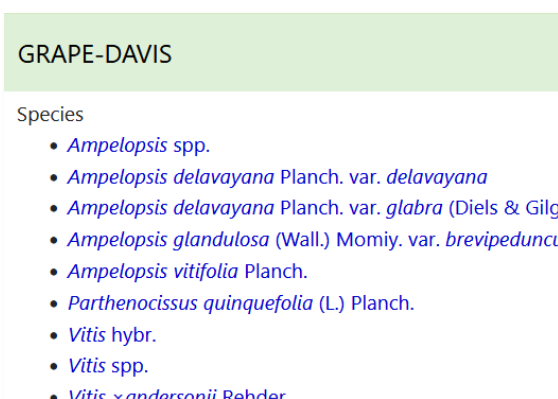 GRAPE-DAVIS
Species
Ampelopsis spp.
Ampelopsis delavayana Planch. var. delavayana
Ampelopsis delavayana Planch. var. glabra (Diels &
Ampelopsis glandulosa (Wall.) Momiy. var.
Ampelopsis vitifolia Planch.
Parthenocissus quinquefolia (L.) Planch.
Vitis hybr.
Vitis spp.
Vitis ×andersonii Rehder